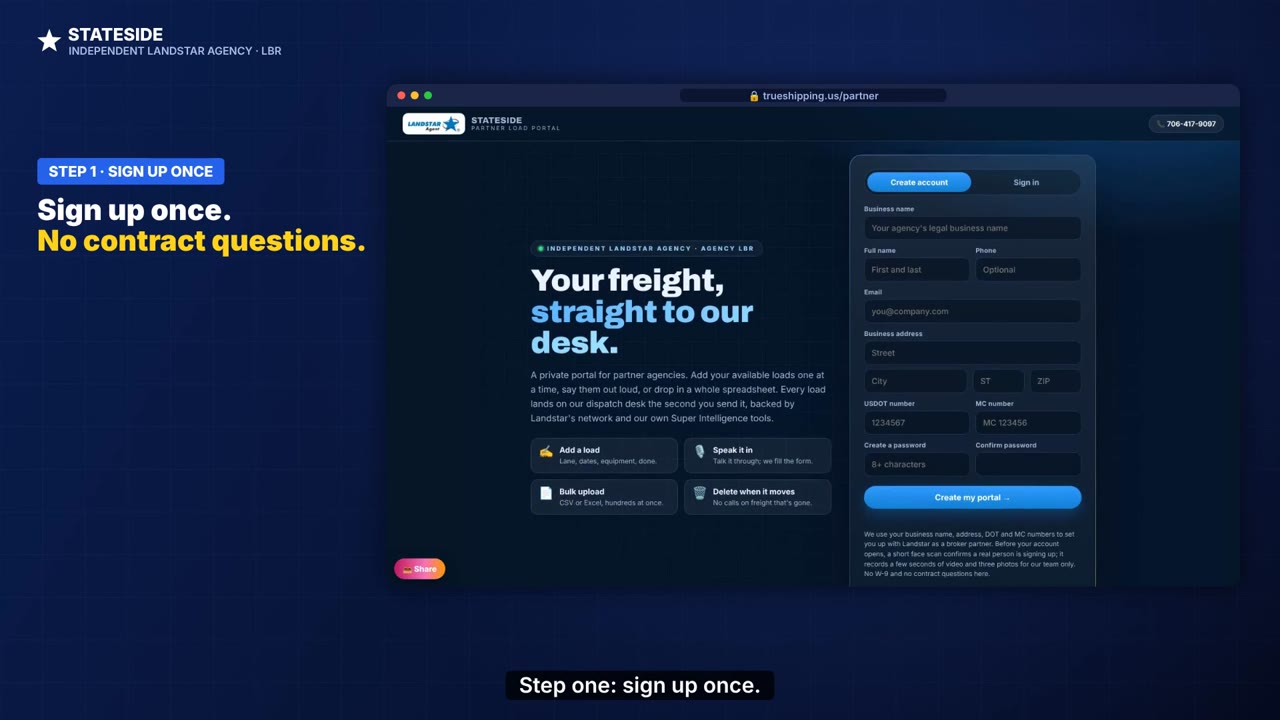 STATESIDE
INDEPENDENT LANDSTAR AGENCY · LBR
STEP 1 · SIGN UP ONCE
Sign up once.
No contract questions.
trueshipping.us/partner
LANDSTAR
Agent
STATESIDE
PARTNER LOAD PORTAL
706-417-9097
INDEPENDENT LANDSTAR AGENCY · AGENCY LBR
Your freight,
straight to our
desk.
A private portal for partner agencies. Add your available loads one at
a time, say them out loud, or drop in a whole spreadsheet. Every load
lands on our dispatch desk the second you send it, backed by
Landstar's network and our own Super Intelligence tools.
Add a load
Lane, dates, equipment, done.
Speak it in
Talk it through; we fill the form.
Bulk upload
CSV or Excel, hundreds at once.
Delete when it moves
No calls on freight that's gone.
Share
Create account
Sign in
Business name
Your agency's legal business name
Full name
Phone
First and last
Optional
Email
you@company.com
Business address
Street
City
ST
ZIP
USDOT number
MC number
1234567
MC 123456
Create a password
Confirm password
8+ characters
Create my portal →
We use your business name, address, DOT and MC numbers to set
you up with Landstar as a broker partner. Before your account
opens, a short face scan confirms a real person is signing up; it
records a few seconds of video and three photos for our team only.
No W-9 and no contract questions here.
Step one: sign up once.